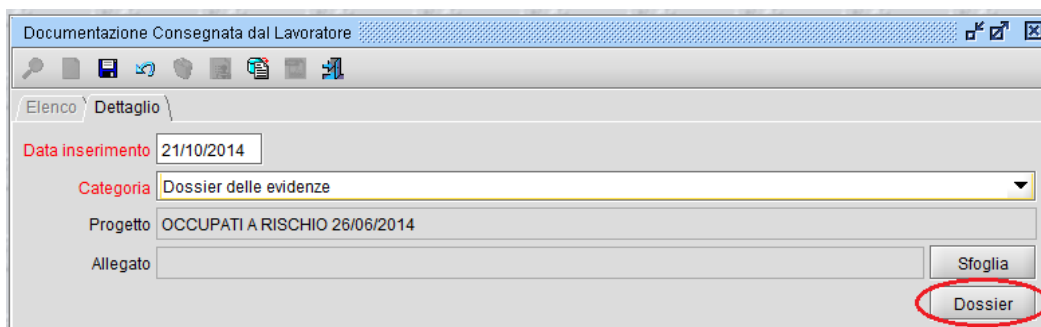 Documentazione Consegnata dal Lavoratore
Elenco Dettaglio
Data inserimento 21/10/2014
Categoria Dossier delle evidenze
Progetto OCCUPATI A RISCHIO 26/06/2014
Allegato Sfoglia
Dossier